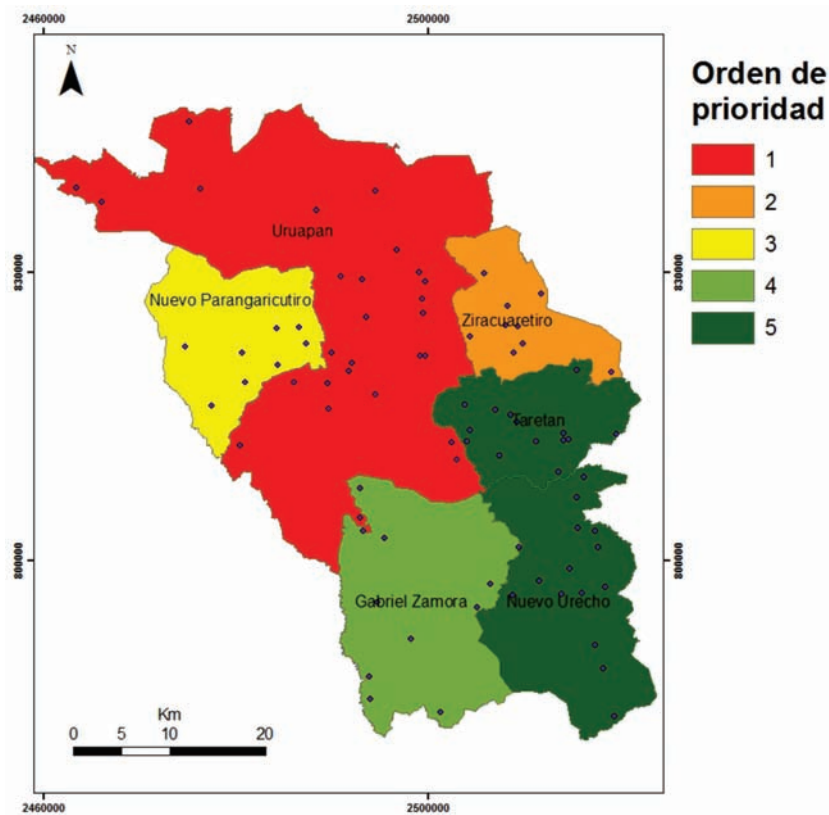 2460000
2500000
N
Orden de
prioridad
1
2
3
4
5
Uruapan
830000
830000
Nuevo Parangaricutiro
Ziracuaretiro
Taretan
800000
800000
Gabriel Zamora
Nuevo Urecho
Km
0 5 10 20
2460000
2500000